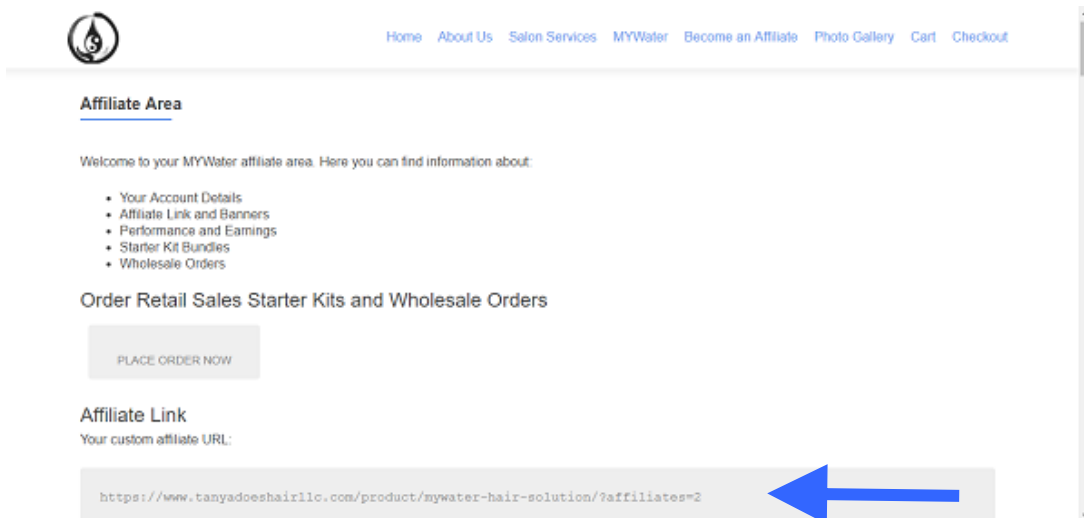 Home About Us Salon Services MYWater Become an Affiliate Photo Gallery Cart Checkout
Affiliate Area
Welcome to your MYWater affiliate area. Here you can find information about:
• Your Account Details
• Affiliate Link and Banners
• Performance and Earnings
• Starter Kit Bundles
• Wholesale Orders
Order Retail Sales Starter Kits and Wholesale Orders
PLACE ORDER NOW
Affiliate Link
Your custom affiliate URL:
https://www.tanyadoeshairllc.com/product/mywater-hair-solution/?affiliates=2